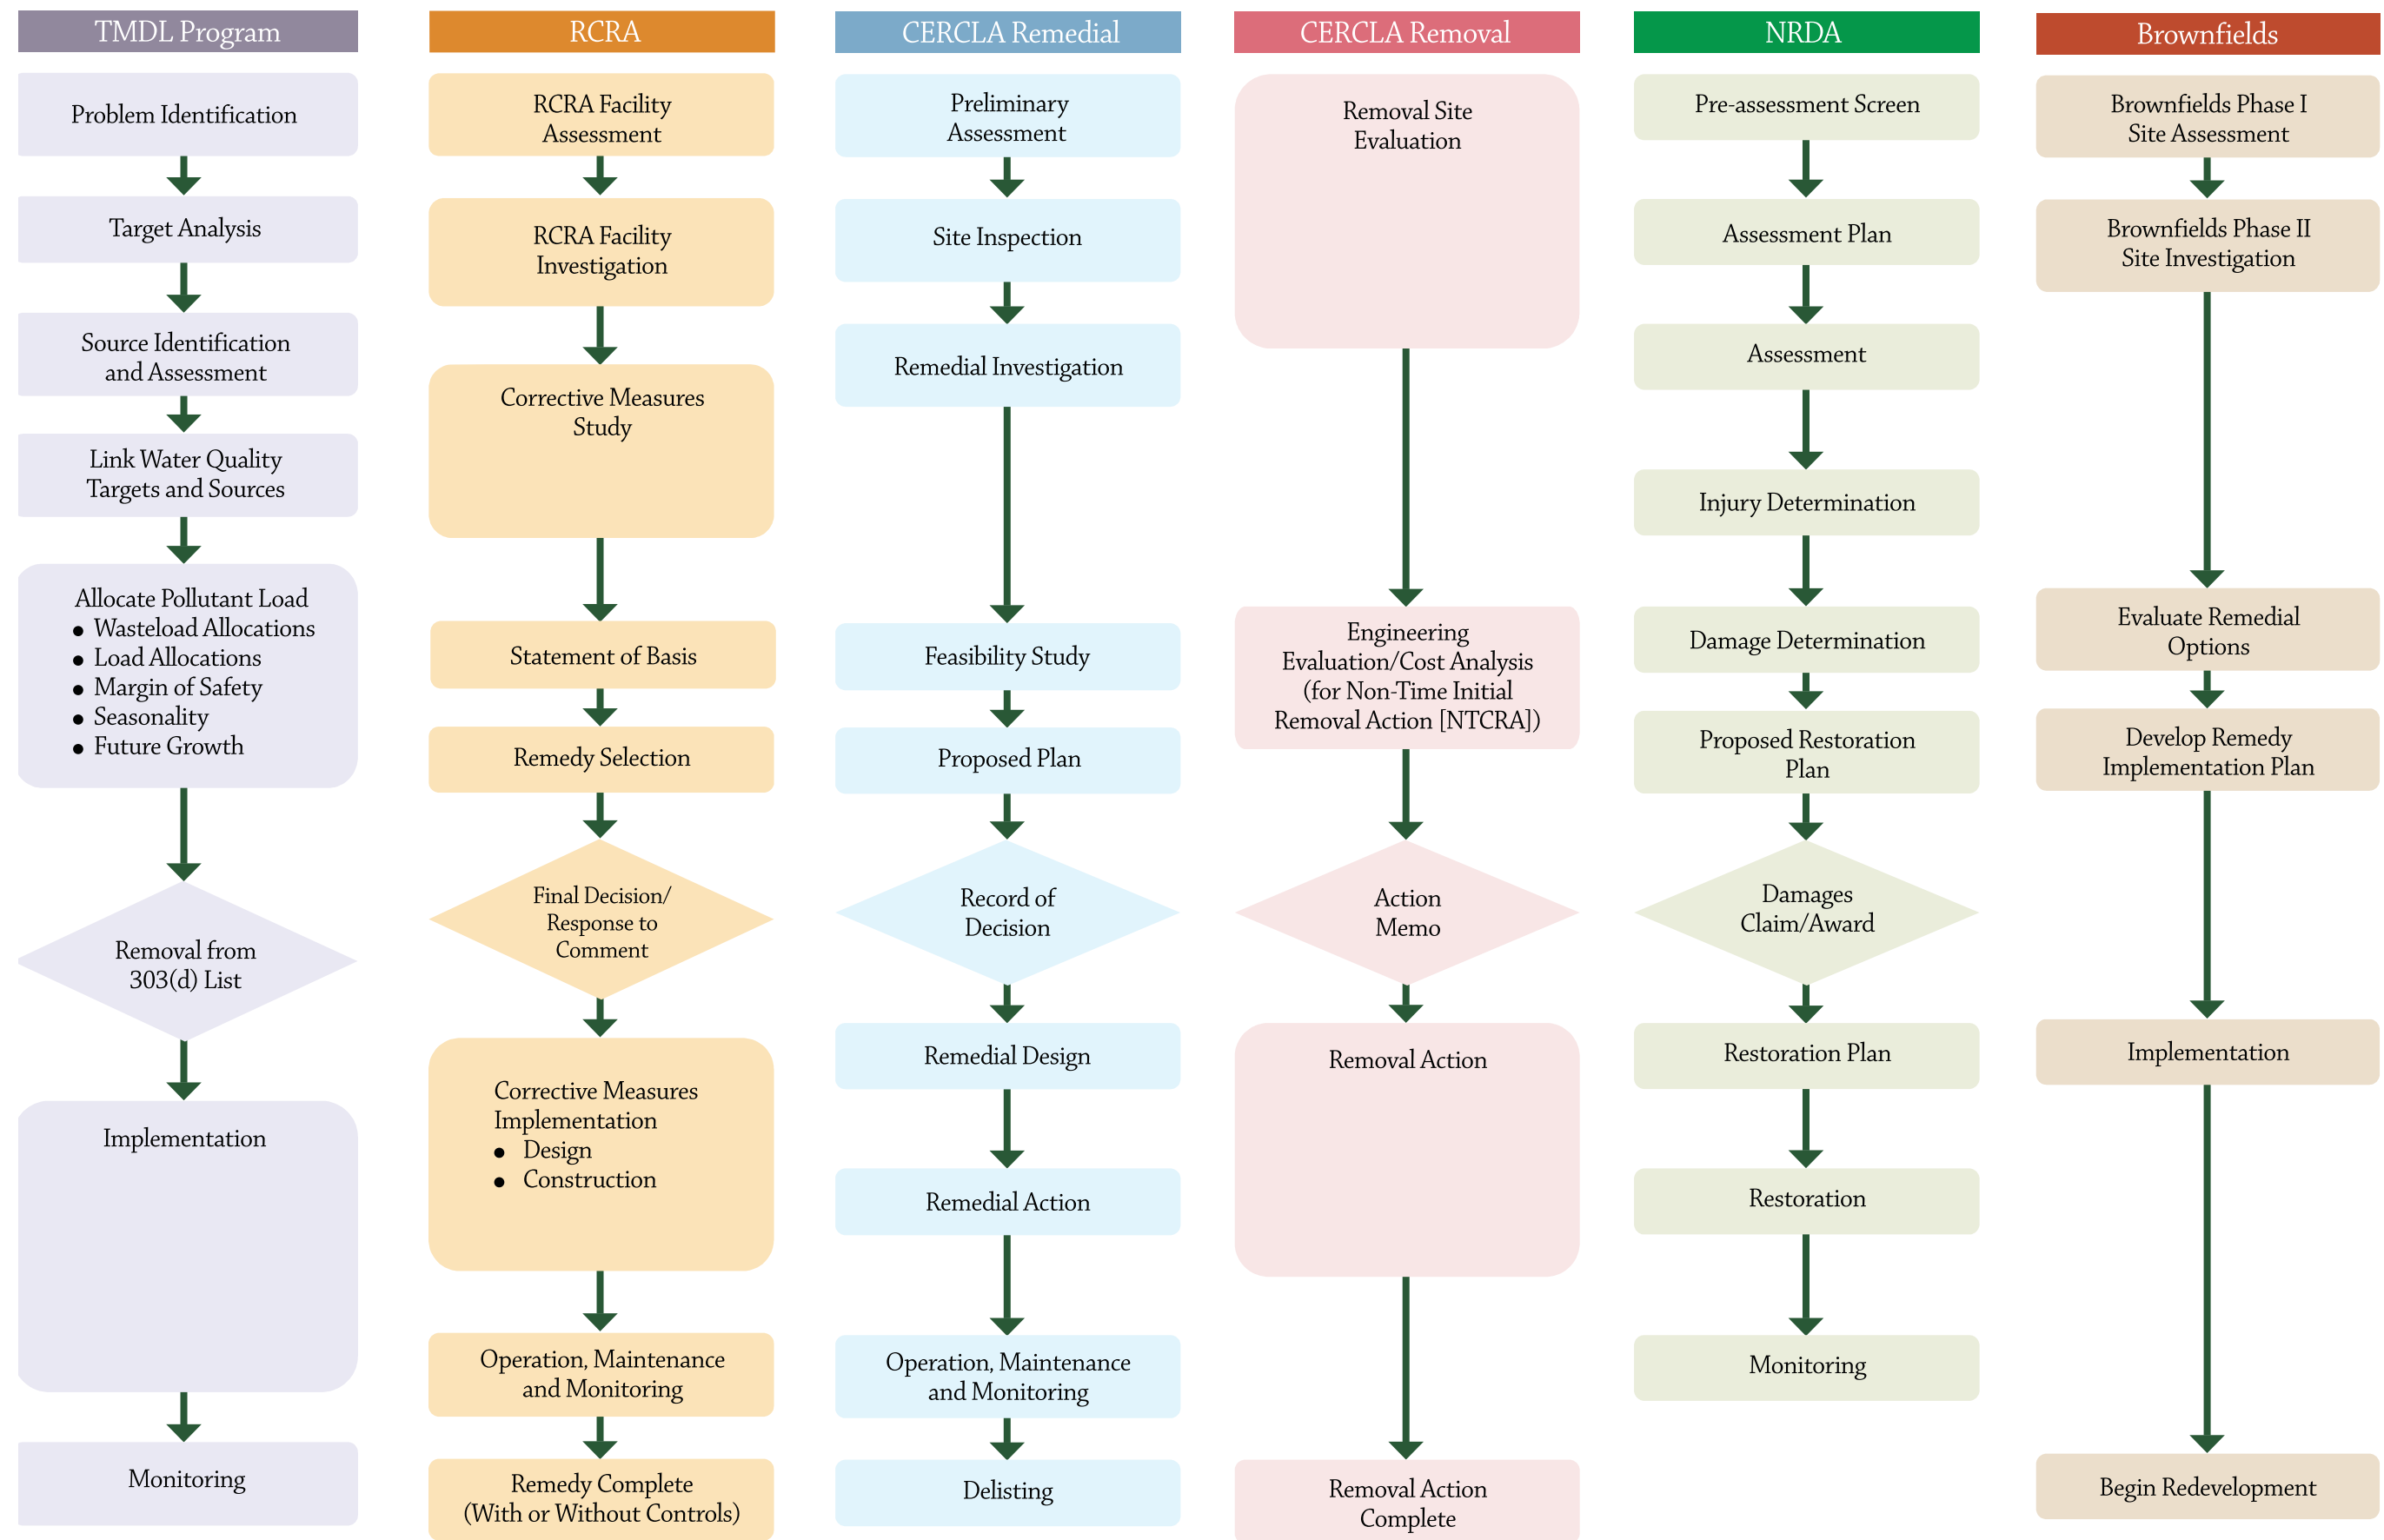 TMDL Program
Problem Identification
Target Analysis
Source Identification
and Assessment
Link Water Quality
Targets and Sources
Allocate Pollutant Load
● Wasteload Allocations
● Load Allocations
● Margin of Safety
● Seasonality
● Future Growth
Removal from
303(d) List
Implementation
Monitoring
RCRA
RCRA Facility
Assessment
RCRA Facility
Investigation
Corrective Measures
Study
Statement of Basis
Remedy Selection
Final Decision/
Response to
Comment
Corrective Measures
Implementation
● Design
● Construction
Operation, Maintenance
and Monitoring
Remedy Complete
(With or Without Controls)
CERCLA Remedial
Preliminary
Assessment
Site Inspection
Remedial Investigation
Feasibility Study
Proposed Plan
Record of
Decision
Remedial Design
Remedial Action
Operation, Maintenance
and Monitoring
Delisting
CERCLA Removal
Removal Site
Evaluation
Engineering
Evaluation/Cost Analysis
(for Non-Time Initial
Removal Action [NTCRA])
Action
Memo
Removal Action
Removal Action
Complete
NRDA
Pre-assessment Screen
Assessment Plan
Assessment
Injury Determination
Damage Determination
Proposed Restoration
Plan
Damages
Claim/Award
Restoration Plan
Restoration
Monitoring
Brownfields
Brownfields Phase I
Site Assessment
Brownfields Phase II
Site Investigation
Evaluate Remedial
Options
Develop Remedy
Implementation Plan
Implementation
Begin Redevelopment